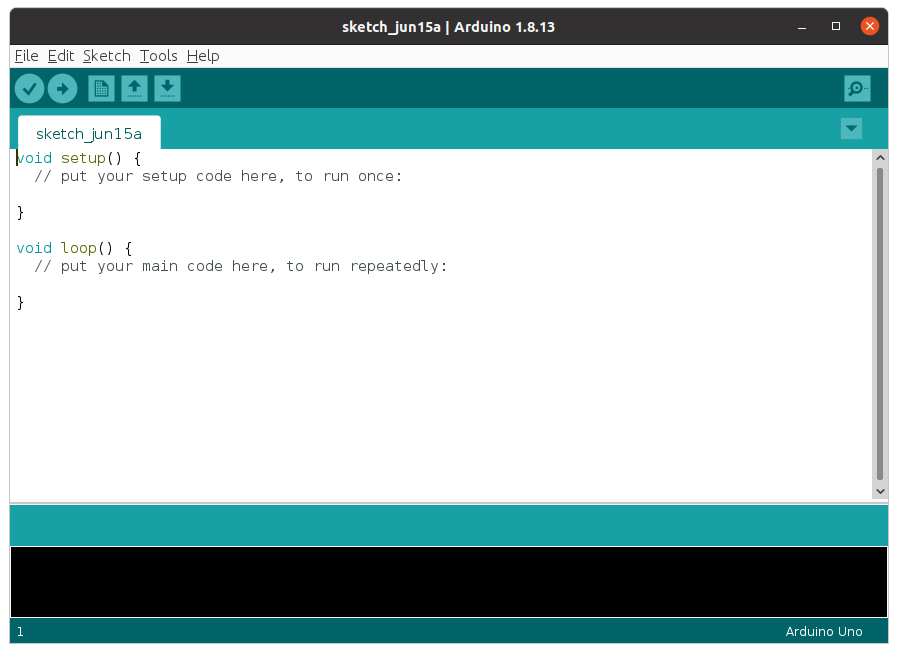 sketch_jun15a | Arduino 1.8.13
File Edit Sketch Tools Help
sketch_jun15a
void setup() {
  // put your setup code here, to run once:

}

void loop() {
  // put your main code here, to run repeatedly:

}
1
Arduino Uno